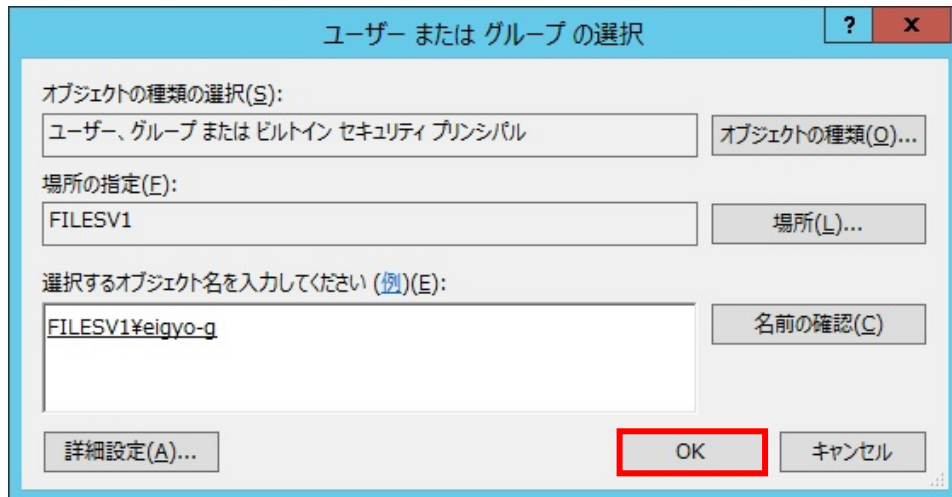 ユーザー または グループ の選択
?
x
オブジェクトの種類の選択(S):
ユーザー、グループ または ビルトイン セキュリティ プリンシパル
オブジェクトの種類(O)...
場所の指定(F):
FILESV1
場所(L)...
選択するオブジェクト名を入力してください (例)(E):
FILESV1¥eigyo-g
名前の確認(C)
詳細設定(A)...
OK
キャンセル